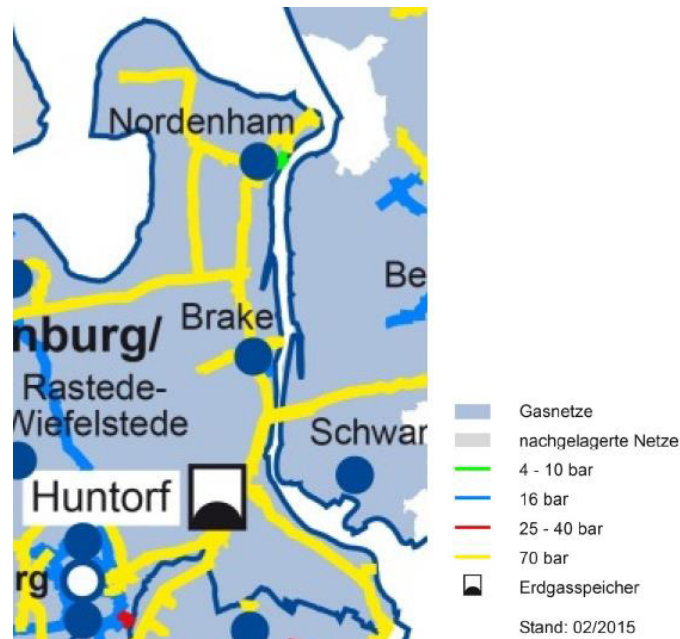 Nordenham
Be
Brake
nburg/
Rastede-
Wiefelstede
Schwar
Huntorf
rg
Gasnetze
nachgelagerte Netze
4 - 10 bar
16 bar
25 - 40 bar
70 bar
Erdgasspeicher
Stand: 02/2015